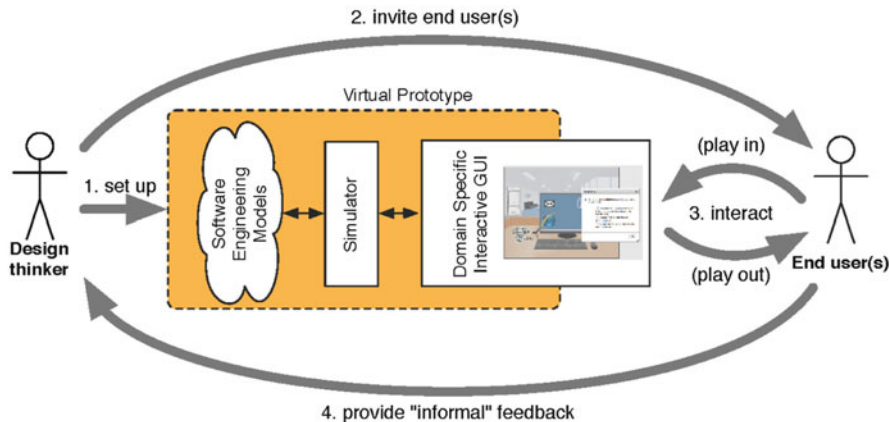 2. invite end user(s)
Virtual Prototype
1. set up
Design
thinker
Software
Engineering
Models
Simulator
Domain Specific
Interactive GUI
(play in)
3. interact
(play out)
End user(s)
4. provide "informal" feedback